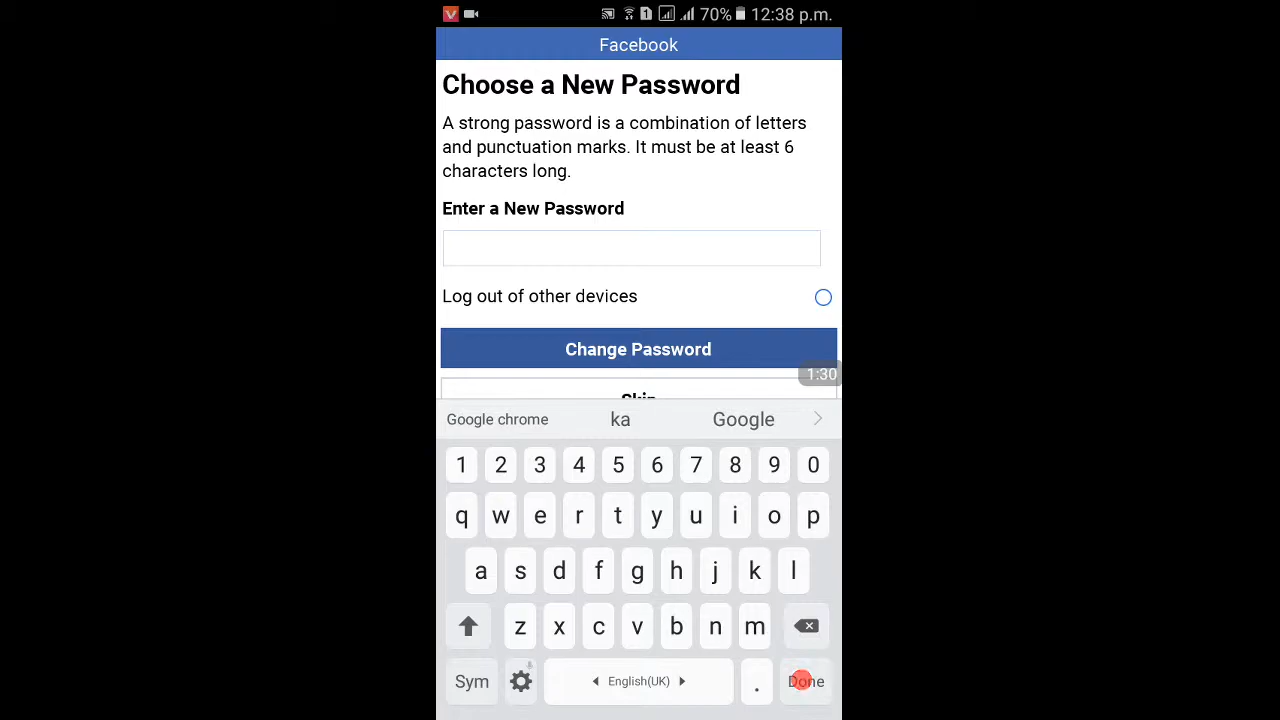 70% 12:38 p.m.
Facebook
Choose a New Password
A strong password is a combination of letters
and punctuation marks. It must be at least 6
characters long.
Enter a New Password
Log out of other devices
Change Password
1:30
Skip
Google chrome ka Google
1 2 3 4 5 6 7 8 9 0
q w e r t y u i o p
a s d f g h j k l
z x c v b n m
Sym English(UK) . Done